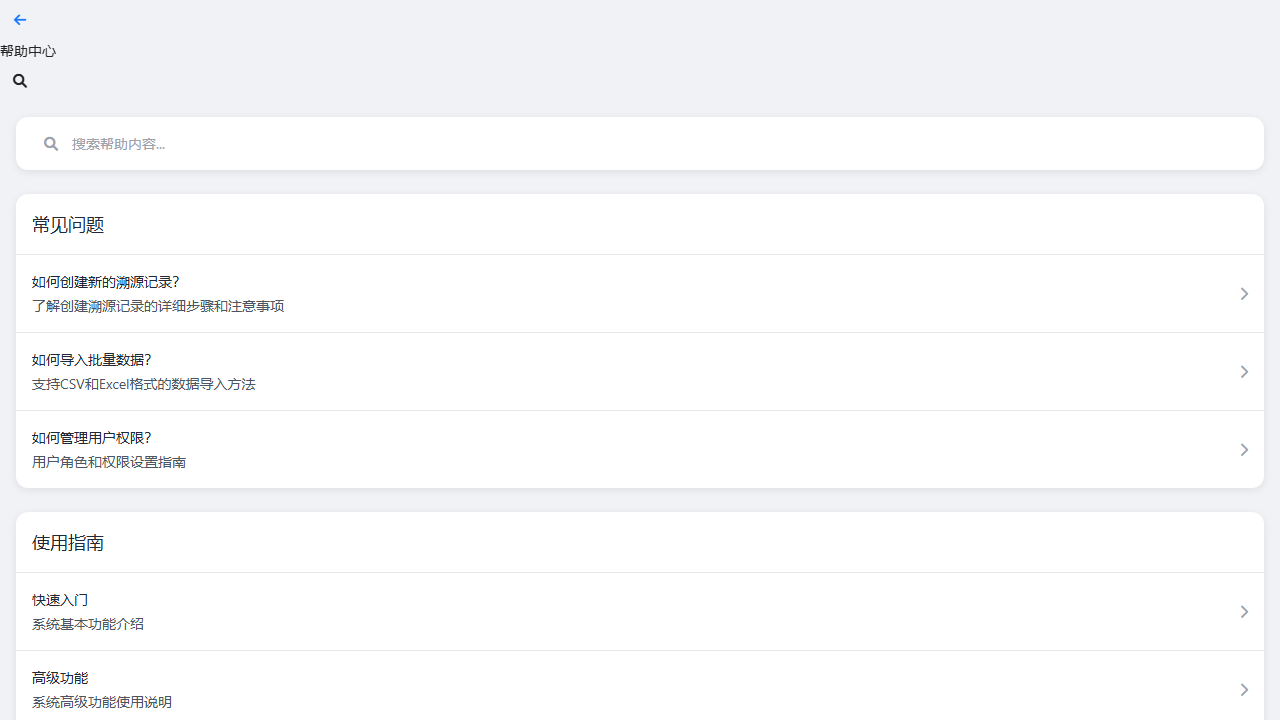 帮助中心
搜索帮助内容...
常见问题
如何创建新的溯源记录?
了解创建溯源记录的详细步骤和注意事项
如何导入批量数据?
支持CSV和Excel格式的数据导入方法
如何管理用户权限?
用户角色和权限设置指南
使用指南
快速入门
系统基本功能介绍
高级功能
系统高级功能使用说明